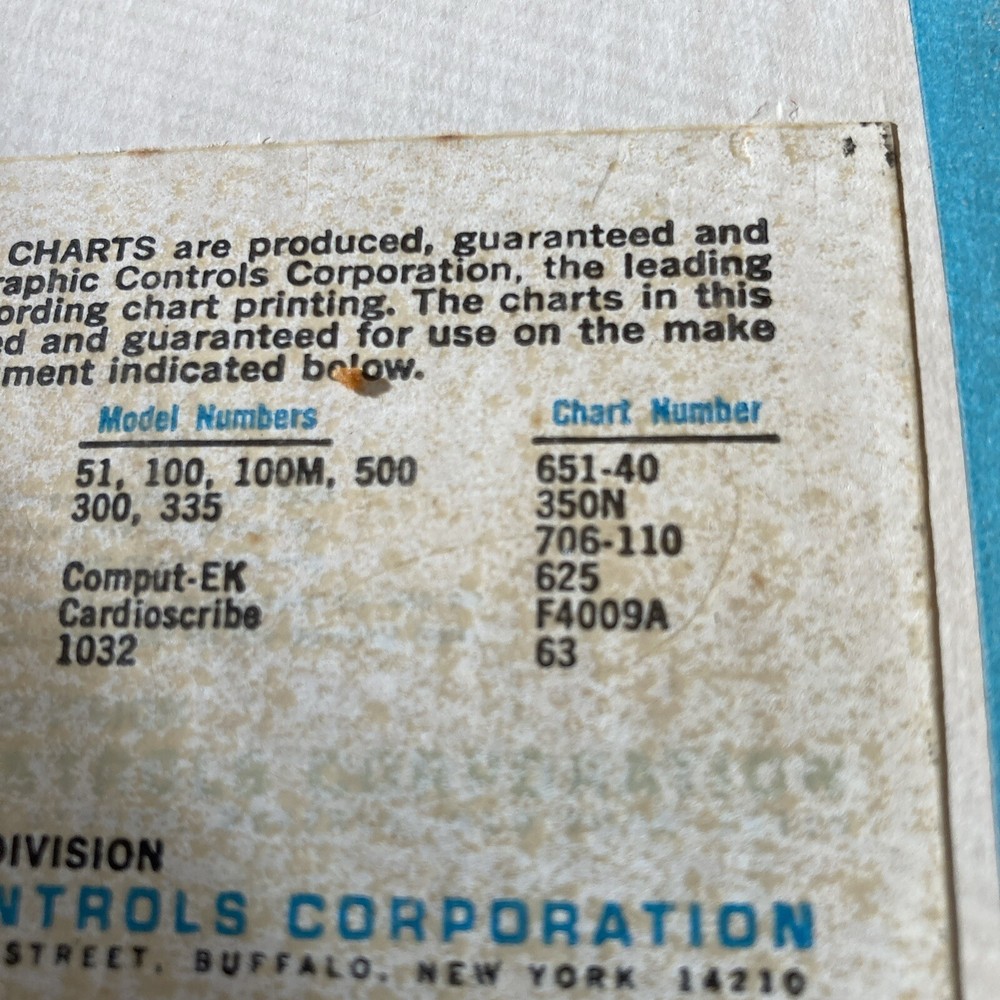 CHARTS are produced, guaranteed and
raphic Controls Corporation, the leading
ording chart printing. The charts in this
ed and guaranteed for use on the make
ment indicated below.
Model Numbers Chart Number
51, 100, 100M, 500 651-40
300, 335 350N
706-110
Comput-EK 625
Cardioscribe F4009A
1032 63
DIVISION
NTROLS CORPORATION
STREET, BUFFALO, NEW YORK 14210